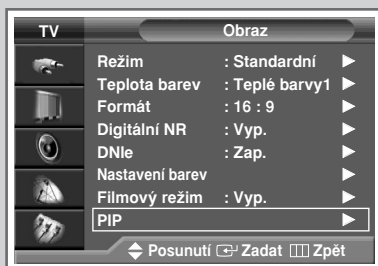 TV
Obraz
Režim : Standardní
Teplota barev : Teplé barvy1
Formát : 16 : 9
Digitální NR : Vyp.
DNIe : Zap.
Nastavení barev
Filmový režim : Vyp.
PIP
Posunutí Zadat Zpět